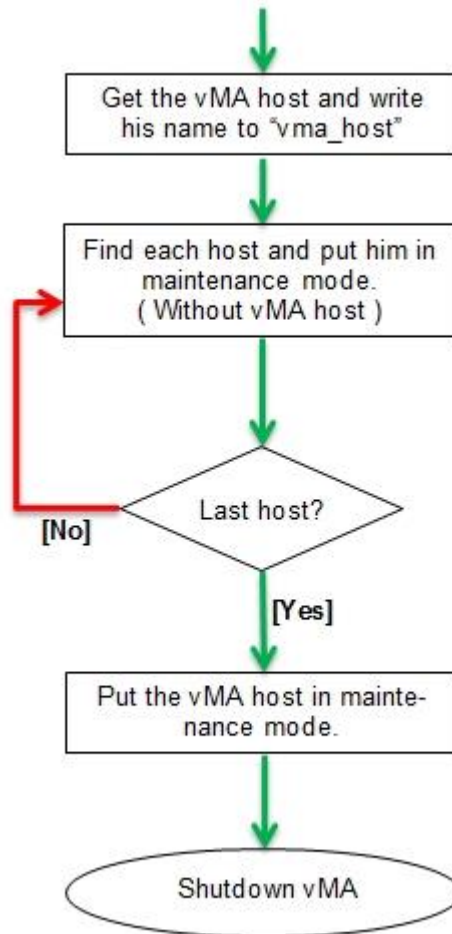 Get the vMA host and write
his name to “vma_host”
Find each host and put him in
maintenance mode.
( Without vMA host )
Last host?
[No]
[Yes]
Put the vMA host in mainte-
nance mode.
Shutdown vMA